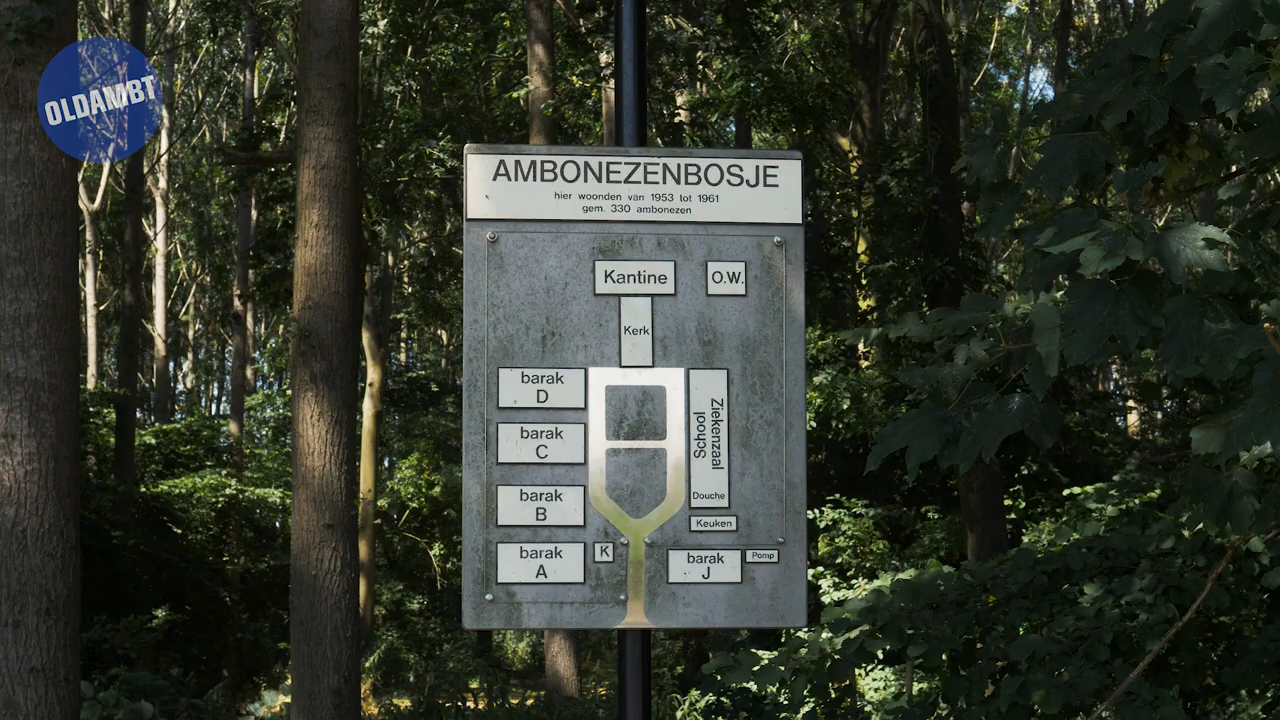 OLDAMBT
AMBONEZENBOSJE
hier woonden van 1953 tot 1961
gem. 330 ambonezen
Kantine
O.W.
Kerk
barak
D
barak
C
barak
B
barak
A
K
Ziekenzaal
School
Douche
Keuken
barak
J
Pomp